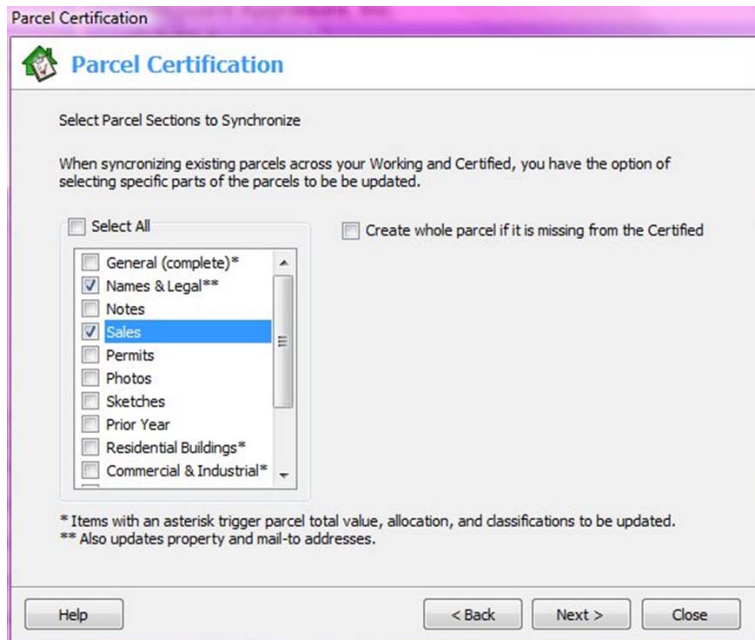 Parcel Certification
Parcel Certification
Select Parcel Sections to Synchronize
When syncronizing existing parcels across your Working and Certified, you have the option of
selecting specific parts of the parcels to be be updated.
Select All
Create whole parcel if it is missing from the Certified
General (complete)*
Names & Legal**
Notes
Sales
Permits
Photos
Sketches
Prior Year
Residential Buildings*
Commercial & Industrial*
* Items with an asterisk trigger parcel total value, allocation, and classifications to be updated.
** Also updates property and mail-to addresses.
Help
< Back
Next >
Close